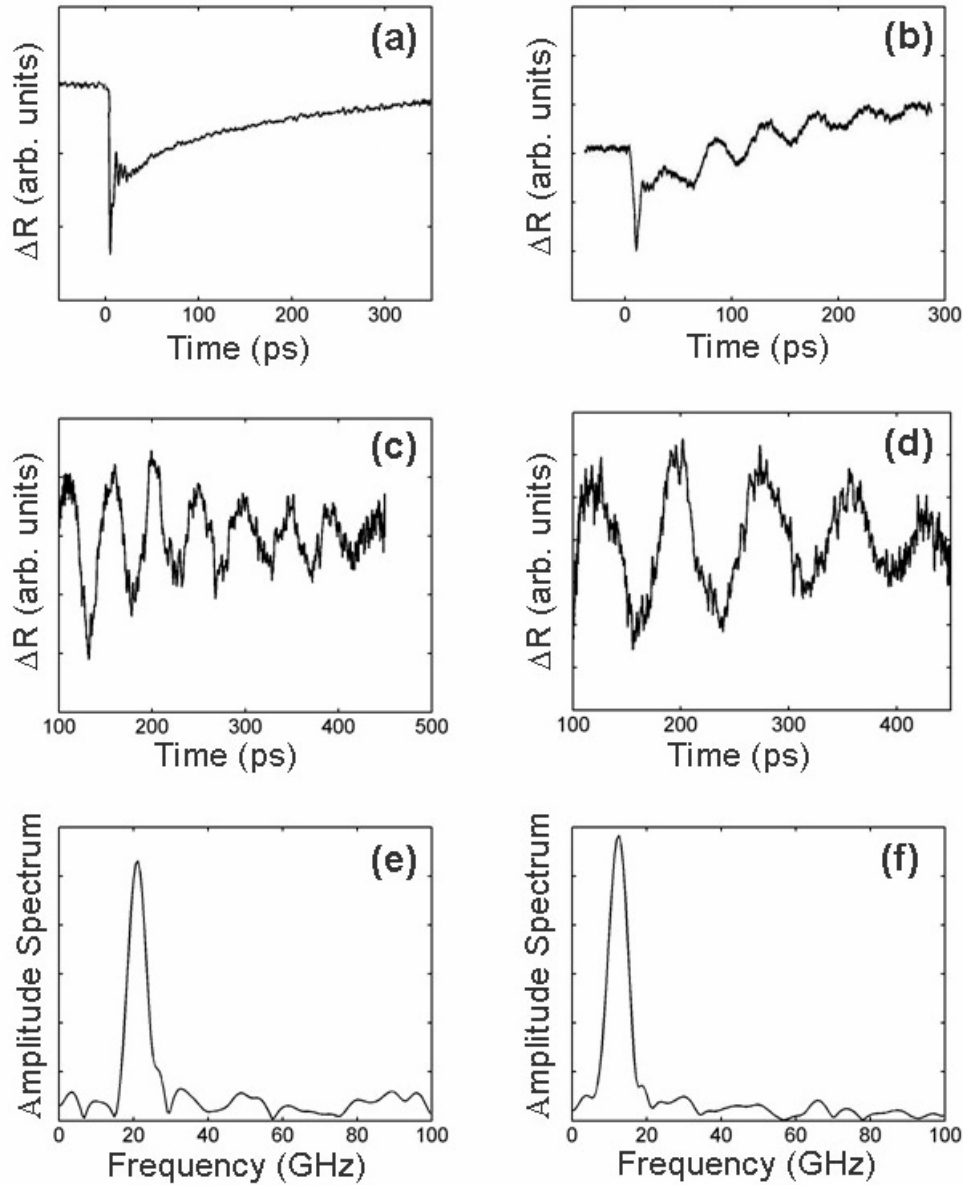 (a)
ΔR (arb. units)
0 100 200 300
Time (ps)
(b)
ΔR (arb. units)
0 100 200 300
Time (ps)
(c)
ΔR (arb. units)
100 200 300 400 500
Time (ps)
(d)
ΔR (arb. units)
100 200 300 400
Time (ps)
(e)
Amplitude Spectrum
0 20 40 60 80 100
Frequency (GHz)
(f)
Amplitude Spectrum
0 20 40 60 80 100
Frequency (GHz)